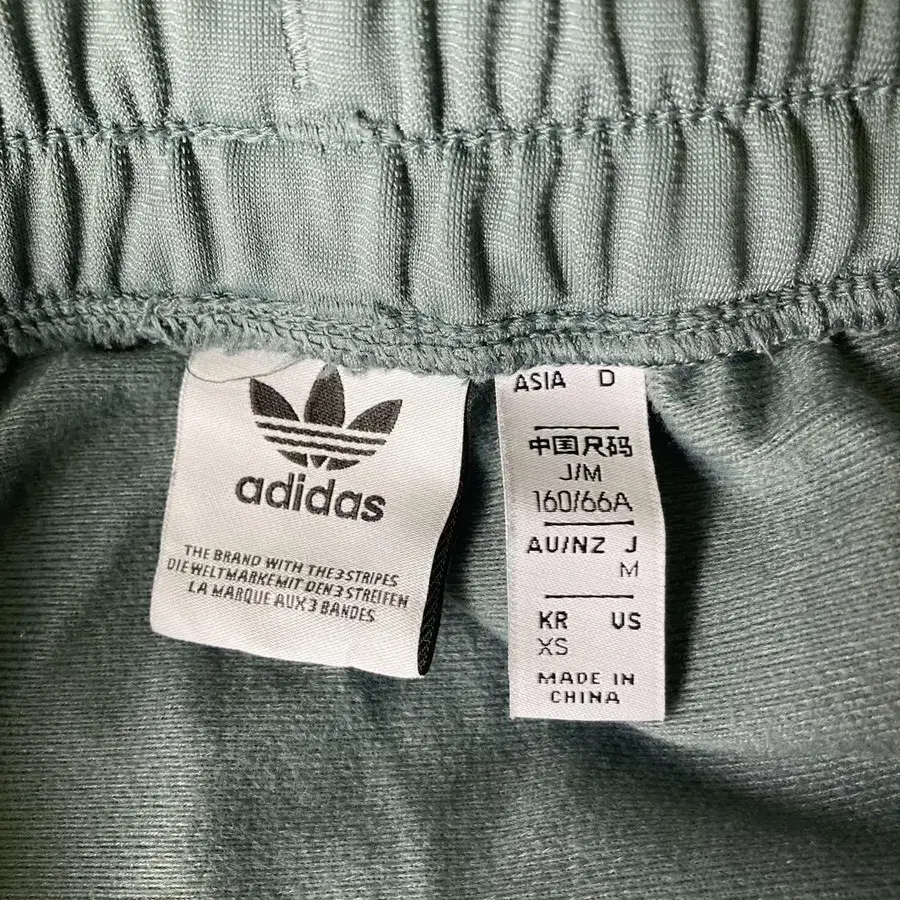 adidas
THE BRAND WITH THE 3 STRIPES
DIE WELTMARKE MIT DEN 3 STREIFEN
LA MARQUE AUX 3 BANDES
ASIA D
中国尺码
J/M
160/66A
AU/NZ J
M
KR US
XS
MADE IN
CHINA